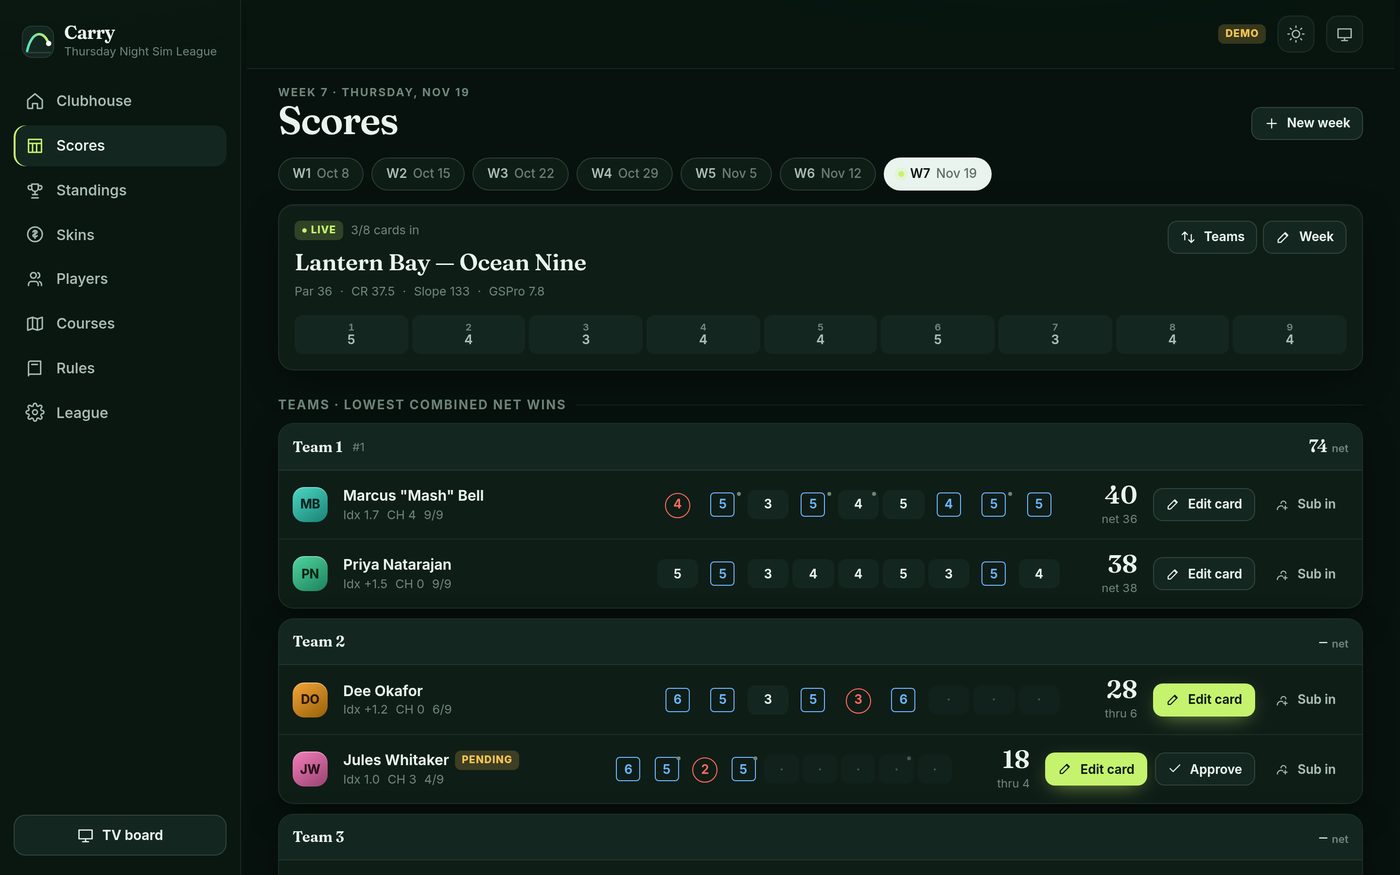 Carry
Thursday Night Sim League
Clubhouse
Scores
Standings
Skins
Players
Courses
Rules
League
TV board
DEMO
WEEK 7 · THURSDAY, NOV 19
Scores
+ New week
W1 Oct 8 W2 Oct 15 W3 Oct 22 W4 Oct 29 W5 Nov 5 W6 Nov 12 W7 Nov 19
• LIVE 3/8 cards in
Teams Week
Lantern Bay — Ocean Nine
Par 36 · CR 37.5 · Slope 133 · GSPro 7.8
1 2 3 4 5 6 7 8 9
5 4 3 4 4 5 3 4 4
TEAMS · LOWEST COMBINED NET WINS
Team 1 #1 74 net
MB Marcus "Mash" Bell 4 5 3 5 4 5 4 5 5 40 Edit card Sub in
Idx 1.7 CH 4 9/9 net 36
PN Priya Natarajan 5 5 3 4 4 5 3 5 4 38 Edit card Sub in
Idx +1.5 CH 0 9/9 net 38
Team 2 – net
DO Dee Okafor 6 5 3 5 3 6 · · · 28 Edit card Sub in
Idx +1.2 CH 0 6/9 thru 6
JW Jules Whitaker PENDING 6 5 2 5 · · · · · 18 Edit card Approve Sub in
Idx 1.0 CH 3 4/9 thru 4
Team 3 – net